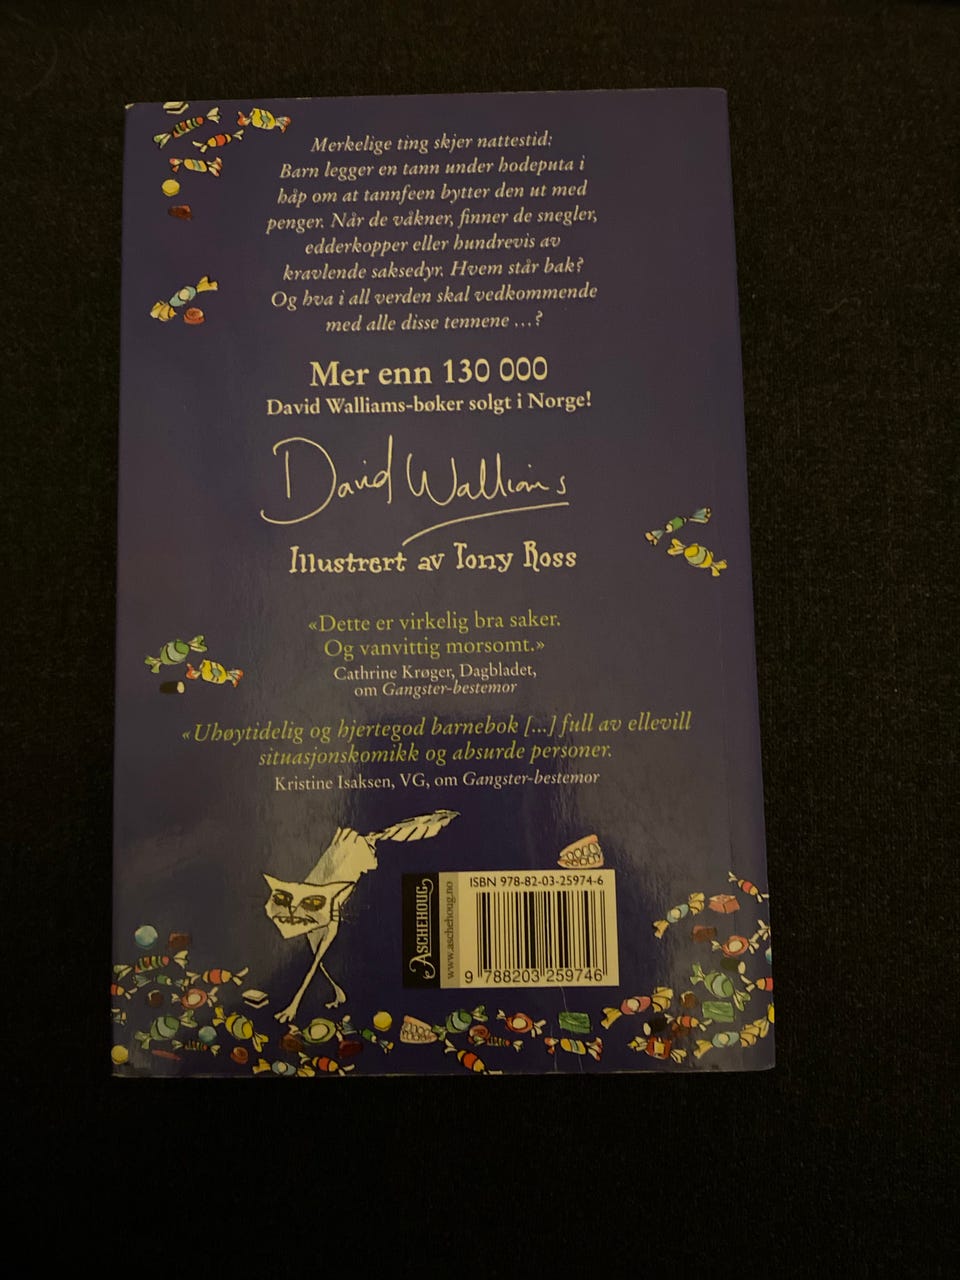 Merkelige ting skjer nattestid:
Barn legger en tann under hodeputa i
håp om at tannfeen bytter den ut med
penger. Når de våkner, finner de snegler,
edderkopper eller hundrevis av
kravlende saksedyr. Hvem står bak?
Og hva i all verden skal vedkommende
med alle disse tennene ...?
Mer enn 130 000
David Walliams-bøker solgt i Norge!
David Walliams
Illustrert av Tony Ross
«Dette er virkelig bra saker.
Og vanvittig morsomt.»
Cathrine Krøger, Dagbladet,
om Gangster-bestemor
«Uhøytidelig og hjertegod barnebok [...] full av ellevill
situasjonskomikk og absurde personer.
Kristine Isaksen, VG, om Gangster-bestemor
ASCHEHOUG
www.aschehoug.no
ISBN 978-82-03-25974-6
9 788203 259746